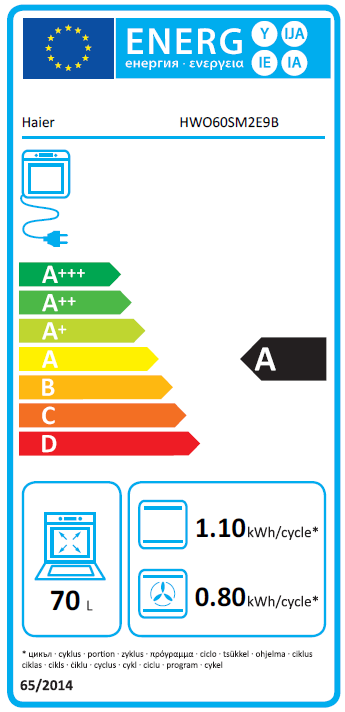 ENERG Y IJA
енергия · ενεργεια IE IA
Haier HWO60SM2E9B
A+++
A++
A+
A
A
B
C
D
1.10 kWh/cycle*
70 L
0.80 kWh/cycle*
* цикъл · cyklus · portion · zyklus · πρόγραμμα · ciclo · tsükkel · ohjelma · ciklus
ciklas · cikls · ċiklu · cyclus · cykl · ciclu · program · cykel
65/2014